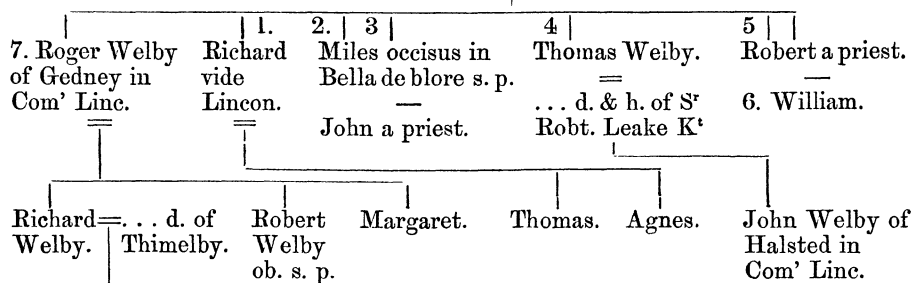 1. 2. 3 4 5
7. Roger Welby Richard Miles occisus in Thomas Welby. Robert a priest.
of Gedney in vide Bella de blore s. p. = —
Com' Linc. Lincon. — ... d. & h. of Sr 6. William.
= = John a priest. Robt. Leake Kt
Richard=... d. of Robert Margaret. Thomas. Agnes. John Welby of
Welby. Thimelby. Welby Halsted in
ob. s. p. Com' Linc.